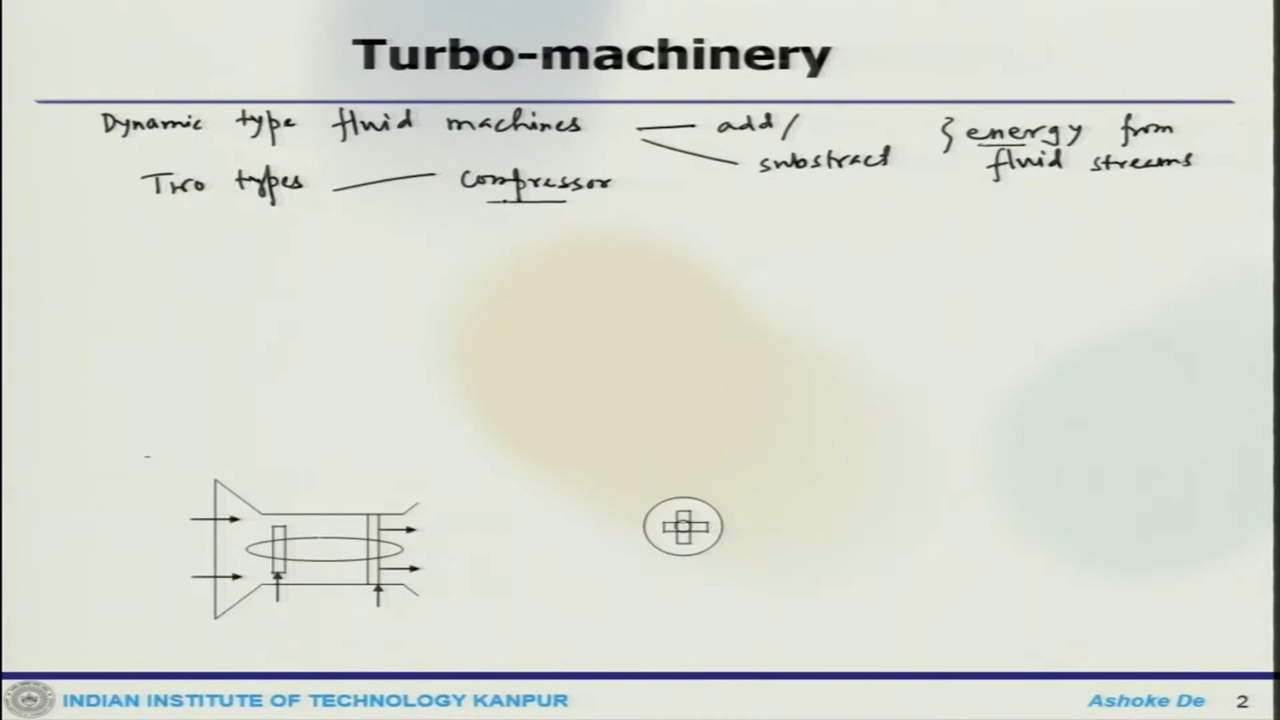 Turbo-machinery
Dynamic type fluid machines — add / } energy from
substract fluid streams
Two types — compressor
INDIAN INSTITUTE OF TECHNOLOGY KANPUR
Ashoke De 2